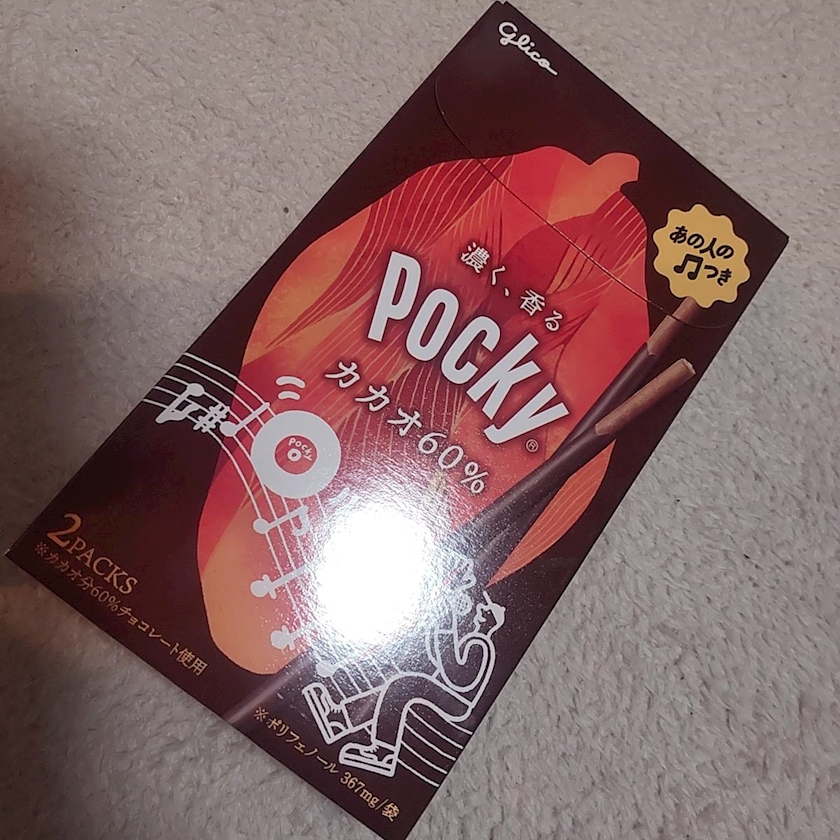 Glico
あの人の
♫つき
濃く、香る
Pocky®
カカオ60%
Pocky
2PACKS
※カカオ分60%チョコレート使用
※ポリフェノール 367mg/袋